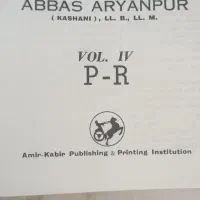 ABBAS ARYANPUR
( KASHANI ), LL. B., LL. M.
VOL. IV
P-R
Amir-Kabir Publishing & Printing Institution